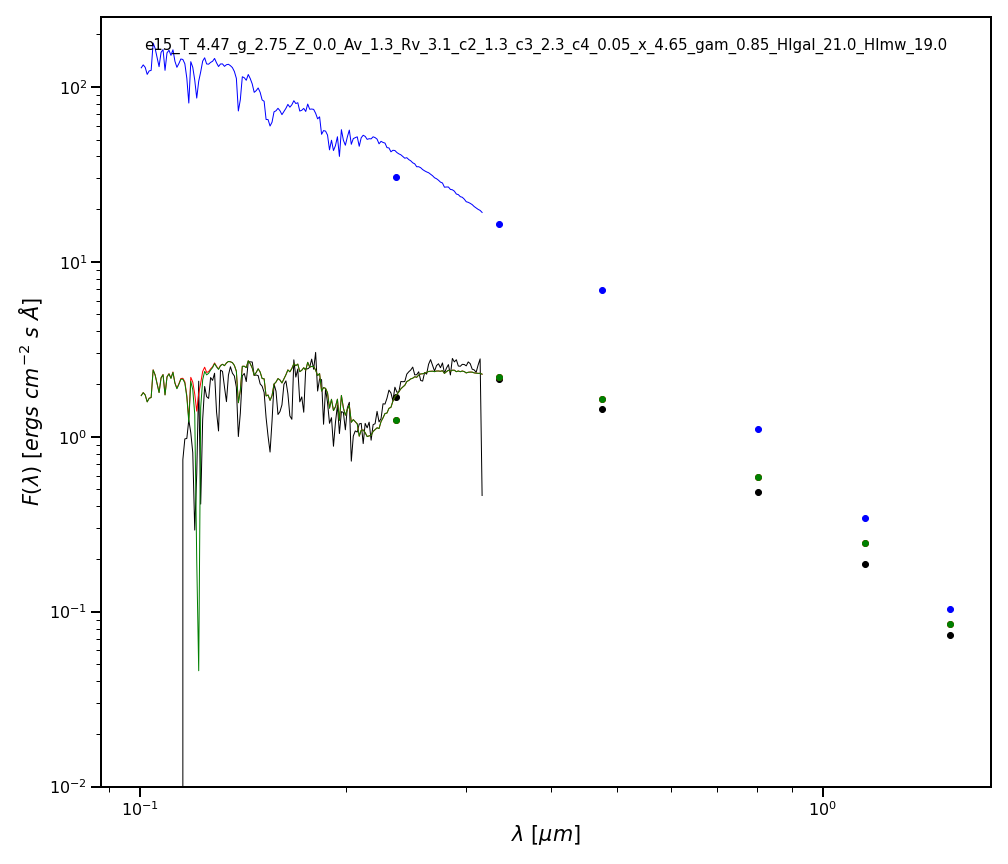 e15_T_4.47_g_2.75_Z_0.0_Av_1.3_Rv_3.1_c2_1.3_c3_2.3_c4_0.05_x_4.65_gam_0.85_HIgal_21.0_HImw_19.0
10²
10¹
10⁰
10⁻¹
10⁻²
F(λ) [ergs cm⁻² s Å]
10⁻¹ 10⁰
λ [μm]